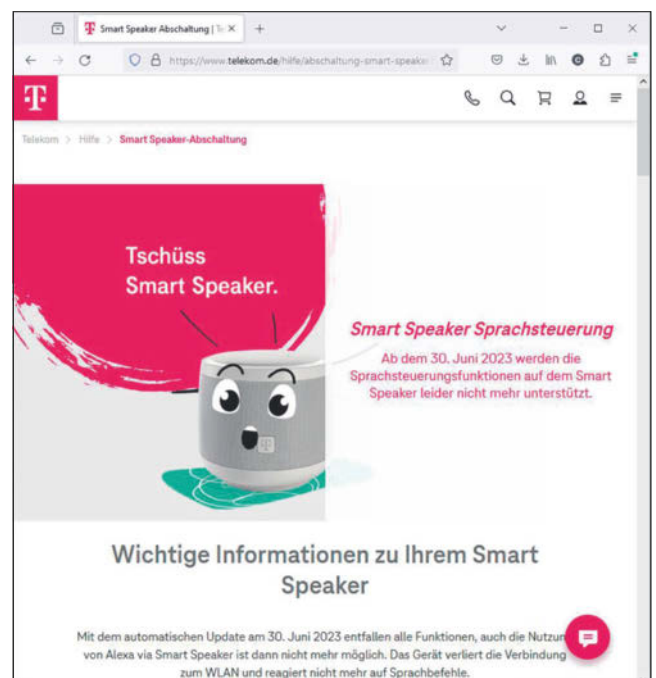 Smart Speaker Abschaltung | Te
https://www.telekom.de/hilfe/abschaltung-smart-speaker
T
Telekom > Hilfe > Smart Speaker-Abschaltung
Tschüss
Smart Speaker.
Smart Speaker Sprachsteuerung
Ab dem 30. Juni 2023 werden die
Sprachsteuerungsfunktionen auf dem Smart
Speaker leider nicht mehr unterstützt.
T
Wichtige Informationen zu Ihrem Smart
Speaker
Mit dem automatischen Update am 30. Juni 2023 entfallen alle Funktionen, auch die Nutzun
von Alexa via Smart Speaker ist dann nicht mehr möglich. Das Gerät verliert die Verbindung
zum WLAN und reagiert nicht mehr auf Sprachbefehle.